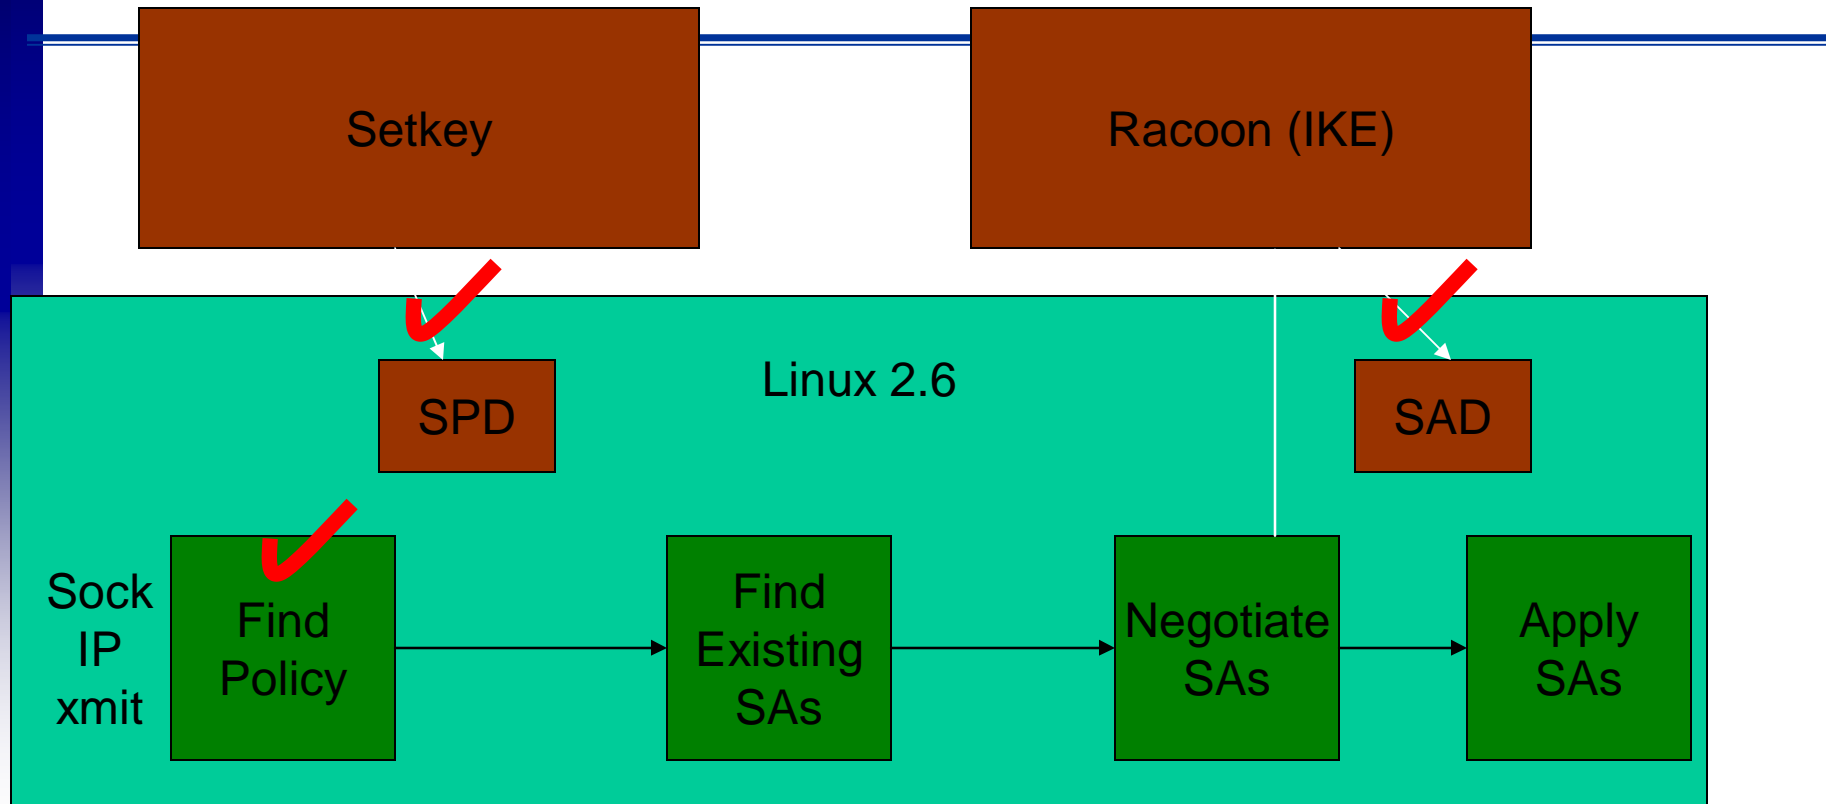 Setkey
Racoon (IKE)
Linux 2.6
SPD
SAD
Sock
IP
xmit
Find
Policy
Find
Existing
SAs
Negotiate
SAs
Apply
SAs